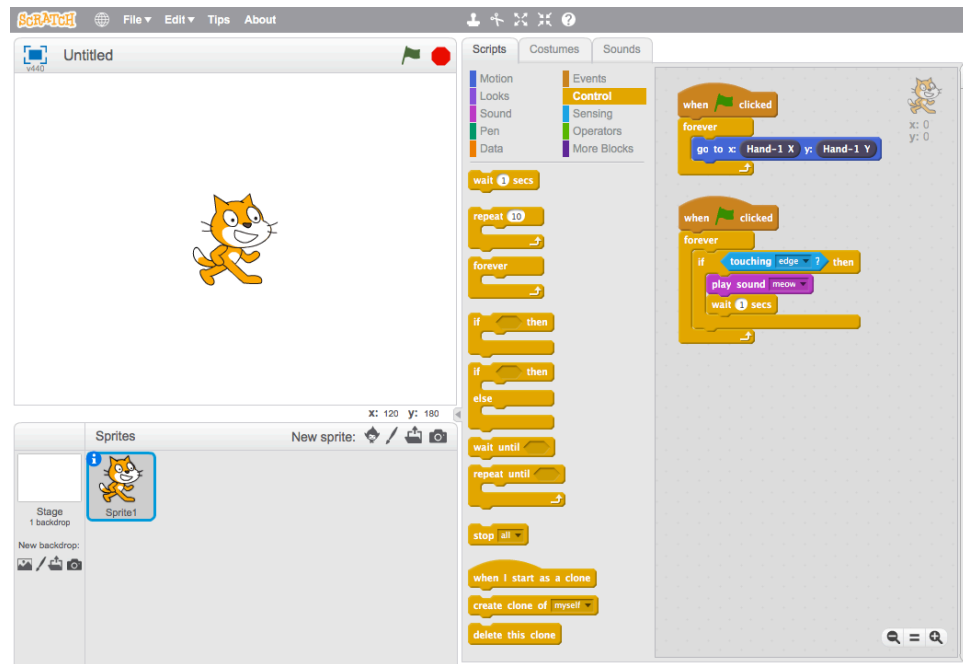 SCRATCH File Edit Tips About
v440 Untitled
Scripts Costumes Sounds
Motion Events
Looks Control
Sound Sensing
Pen Operators
Data More Blocks
wait 1 secs
repeat 10
forever
if then
if then
else
wait until
repeat until
stop all
when I start as a clone
create clone of myself
delete this clone
when clicked
forever
go to x: Hand-1 X y: Hand-1 Y
when clicked
forever
if touching edge ? then
play sound meow
wait 1 secs
x: 0
y: 0
X: 120 y: 180
Sprites New sprite:
Stage
1 backdrop
New backdrop:
Sprite1